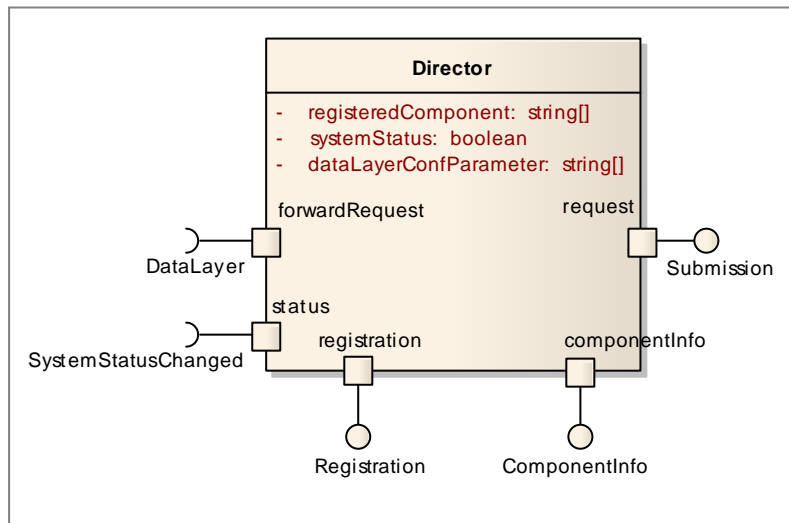 Director
- registeredComponent: string[]
- systemStatus: boolean
- dataLayerConfParameter: string[]
forwardRequest
request
DataLayer
Submission
status
SystemStatusChanged
registration
componentInfo
Registration
ComponentInfo